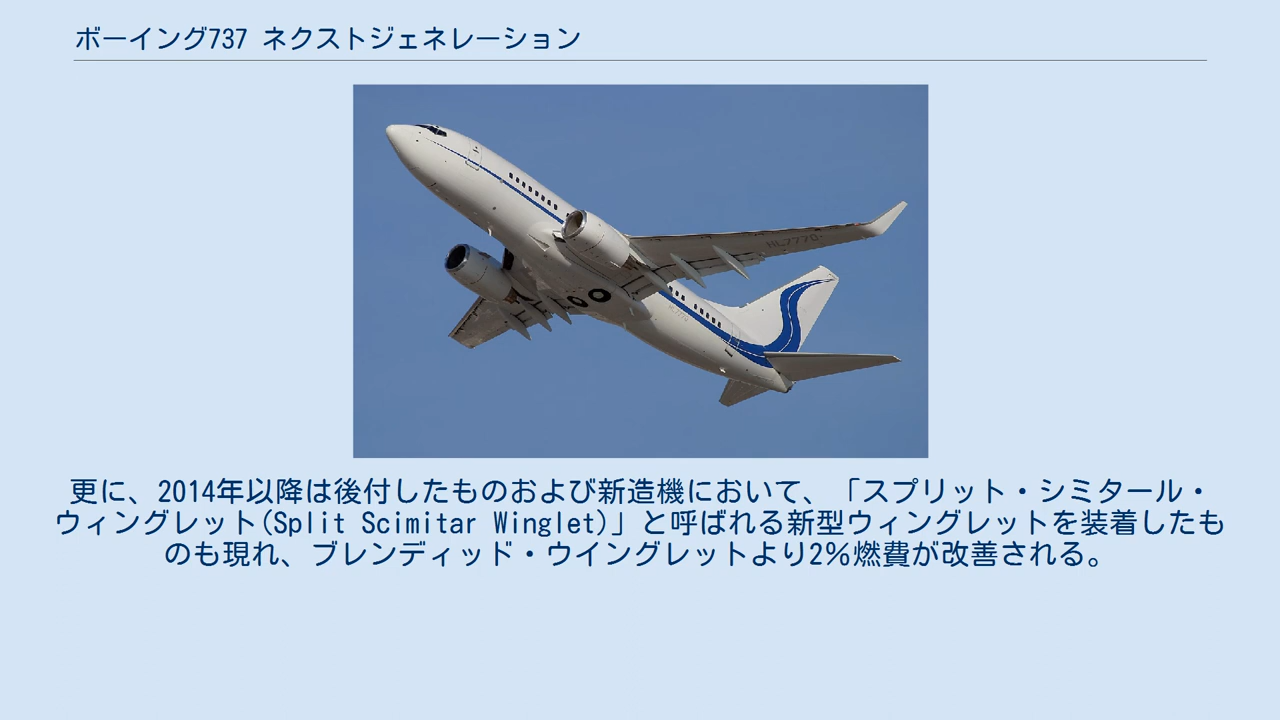 ボーイング737 ネクストジェネレーション
HL7770
更に、2014年以降は後付したものおよび新造機において、「スプリット・シミタール・
ウィングレット(Split Scimitar Winglet)」と呼ばれる新型ウィングレットを装着したも
のも現れ、ブレンディッド・ウイングレットより2%燃費が改善される。